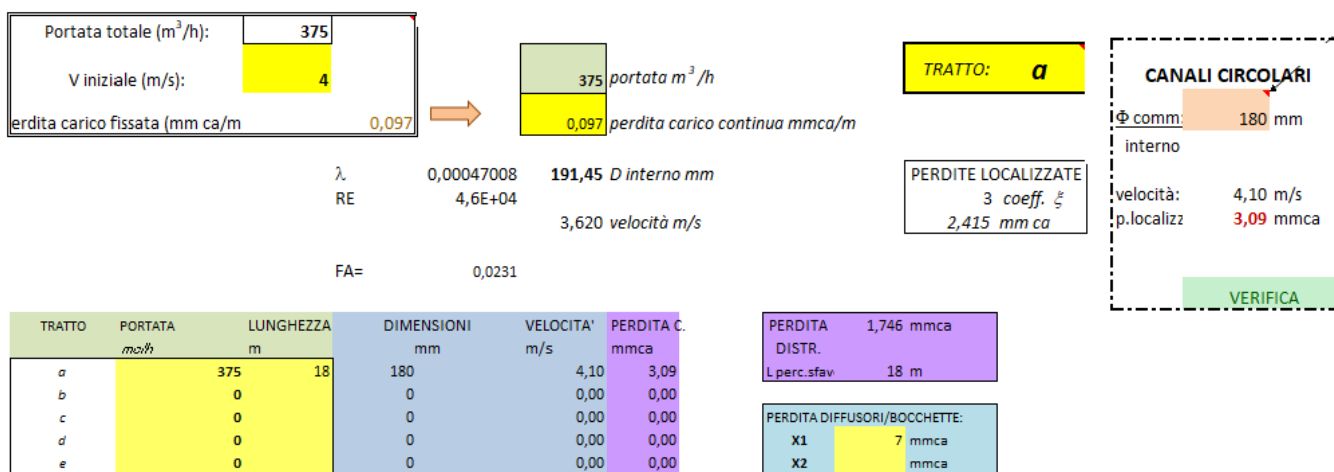 Portata totale (m³/h): 375
V iniziale (m/s): 4
erdita carico fissata (mm ca/m 0,097
375 portata m³/h
0,097 perdita carico continua mmca/m
TRATTO: a
CANALI CIRCOLARI
Φ comm: 180 mm
interno
velocità: 4,10 m/s
p.localizz 3,09 mmca
VERIFICA
λ 0,00047008 191,45 D interno mm
RE 4,6E+04
3,620 velocità m/s
FA= 0,0231
PERDITE LOCALIZZATE
3 coeff. ξ
2,415 mm ca
TRATTO PORTATA LUNGHEZZA DIMENSIONI VELOCITA' PERDITA C.
mc/h m mm m/s mmca
a 375 18 180 4,10 3,09
b 0 0 0,00 0,00
c 0 0 0,00 0,00
d 0 0 0,00 0,00
e 0 0 0,00 0,00
PERDITA 1,746 mmca
DISTR.
L perc.sfav 18 m
PERDITA DIFFUSORI/BOCCHETTE:
X1 7 mmca
X2 mmca